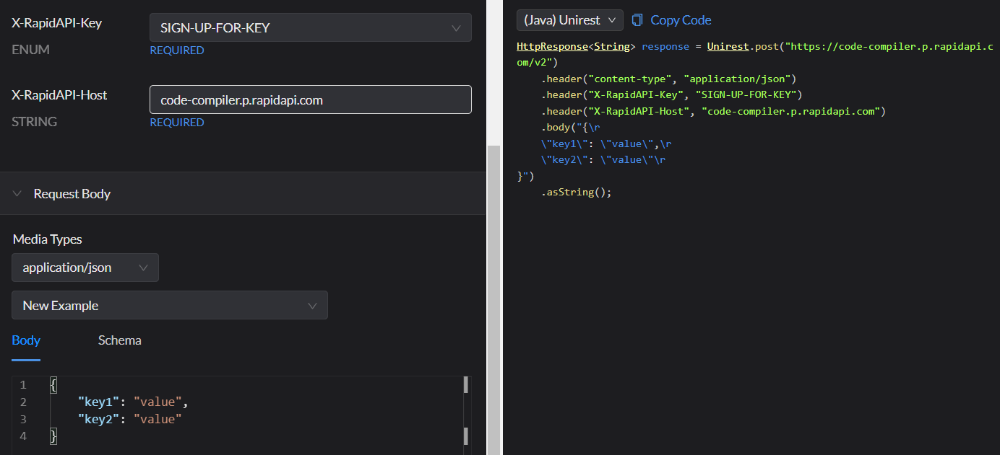 X-RapidAPI-Key
SIGN-UP-FOR-KEY
ENUM
REQUIRED
X-RapidAPI-Host
code-compiler.p.rapidapi.com
STRING
REQUIRED
Request Body
Media Types
application/json
New Example
Body Schema
1 {
2 "key1": "value",
3 "key2": "value"
4 }
(Java) Unirest Copy Code
HttpResponse<String> response = Unirest.post("https://code-compiler.p.rapidapi.c
om/v2")
.header("content-type", "application/json")
.header("X-RapidAPI-Key", "SIGN-UP-FOR-KEY")
.header("X-RapidAPI-Host", "code-compiler.p.rapidapi.com")
.body("{\r
\"key1\": \"value\",\r
\"key2\": \"value\"\r
}")
.asString();